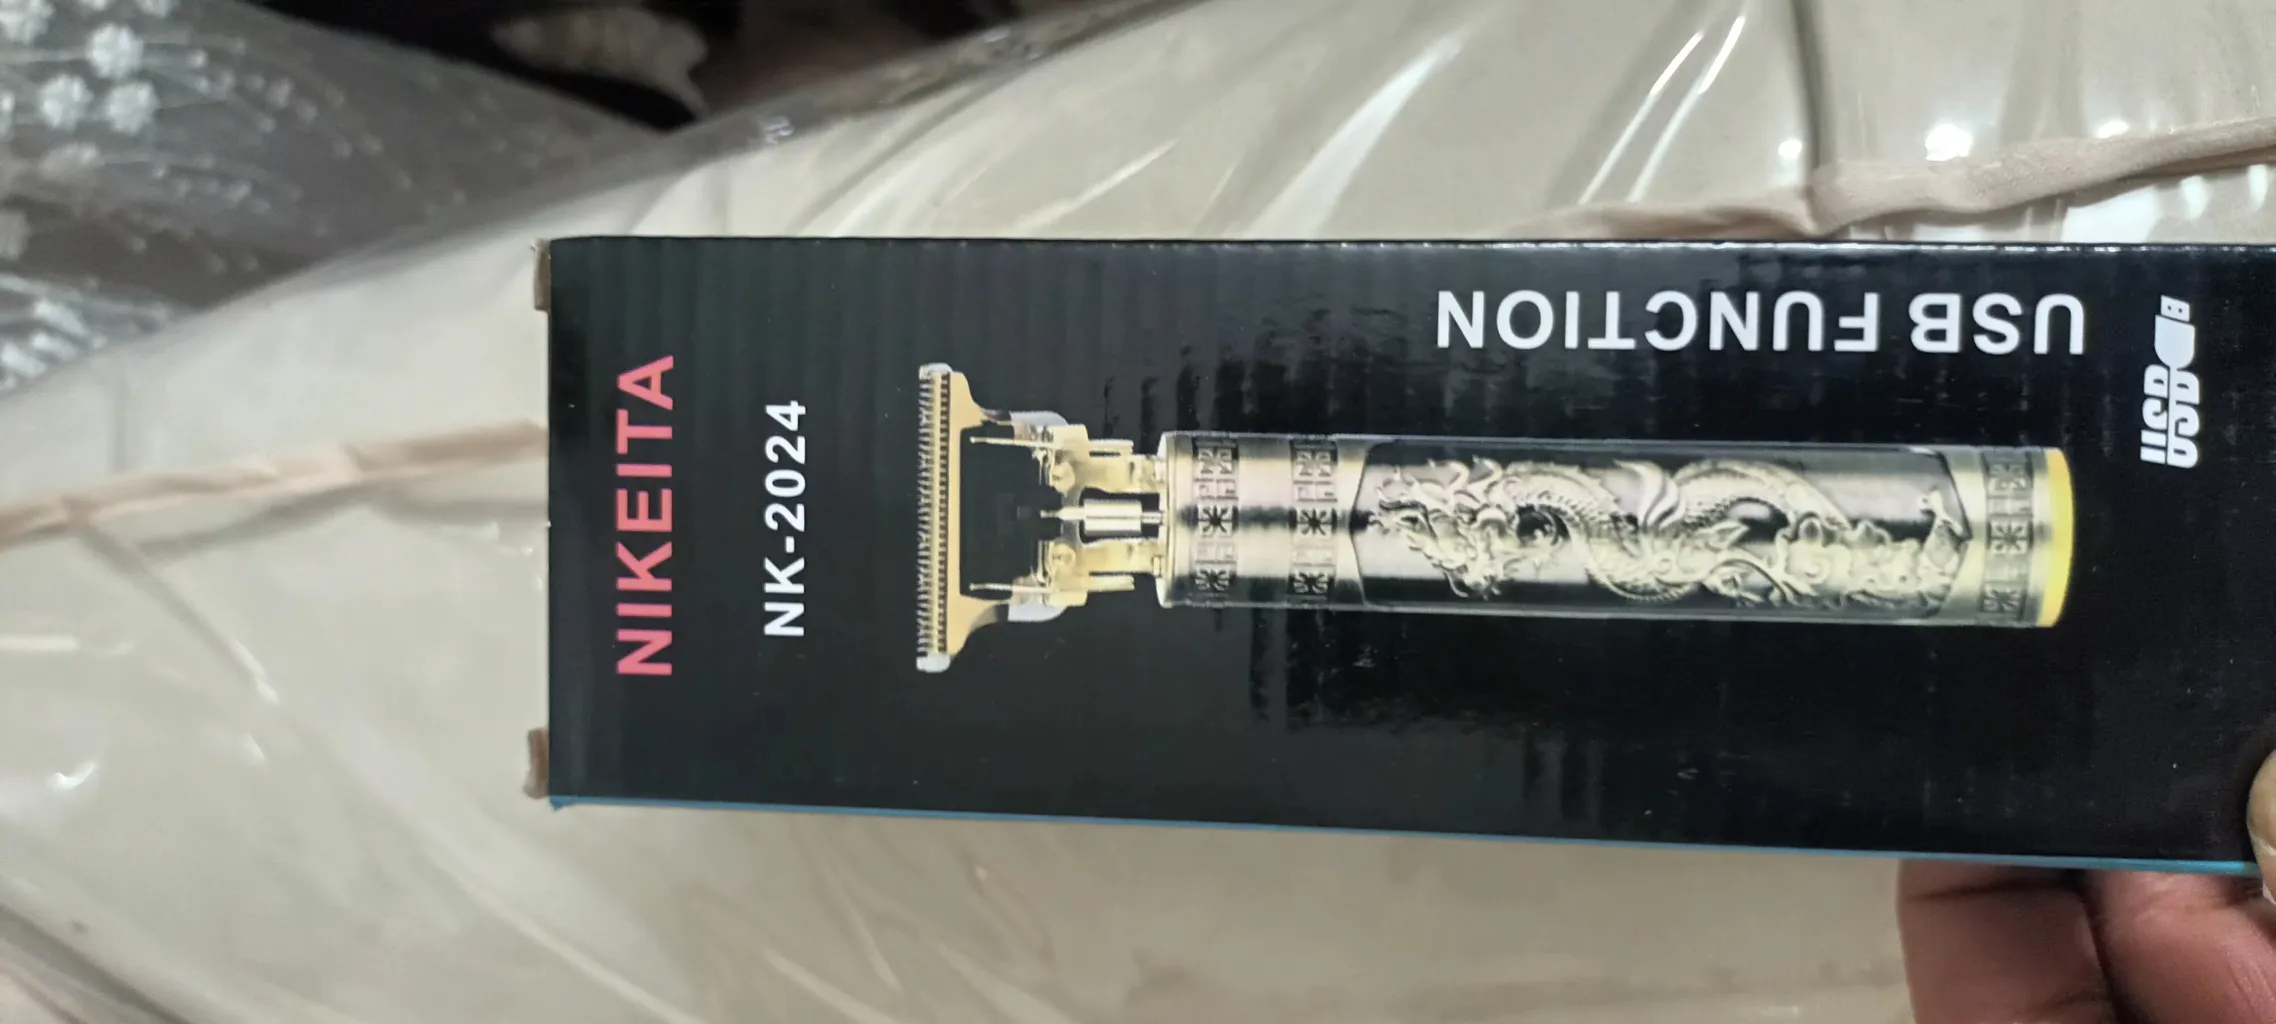 NIKEITA
NK-2024
USB FUNCTION
USB